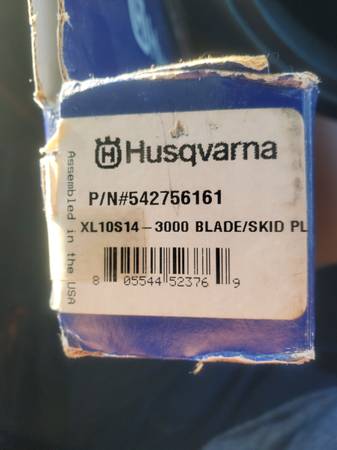 Husqvarna
P/N#542756161
XL10S14-3000 BLADE/SKID PL
8 05544 52376 9
Assembled in the USA